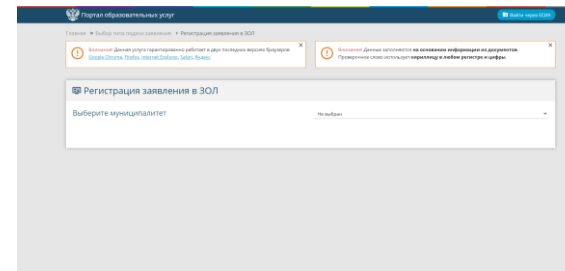 Портал образовательных услуг
Войти через ЕСИА
Главная » Выбор типа подачи заявления » Регистрация заявления в ЗОЛ
Внимание! Данная услуга гарантированно работает в двух последних версиях браузеров
Google Chrome, Firefox, Internet Explorer, Safari, Яндекс.
Внимание! Данные заполняются на основании информации из документов.
Проверочное слово использует кириллицу в любом регистре и цифры.
Регистрация заявления в ЗОЛ
Выберите муниципалитет
Не выбран